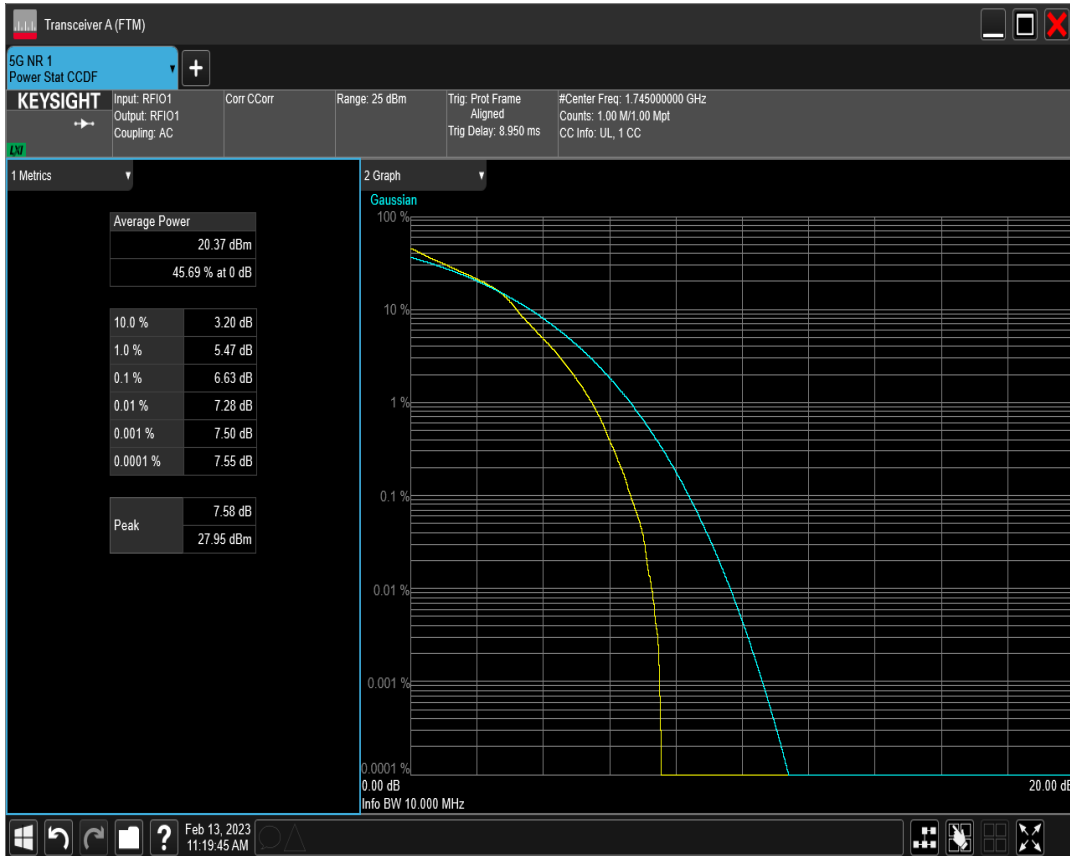 Transceiver A (FTM)
5G NR 1
Power Stat CCDF
+
KEYSIGHT
LXI
Input: RFIO1
Output: RFIO1
Coupling: AC
Corr CCorr
Range: 25 dBm
Trig: Prot Frame
Aligned
Trig Delay: 8.950 ms
#Center Freq: 1.745000000 GHz
Counts: 1.00 M/1.00 Mpt
CC Info: UL, 1 CC
1 Metrics
Average Power
20.37 dBm
45.69 % at 0 dB
10.0 % 3.20 dB
1.0 % 5.47 dB
0.1 % 6.63 dB
0.01 % 7.28 dB
0.001 % 7.50 dB
0.0001 % 7.55 dB
Peak
7.58 dB
27.95 dBm
2 Graph
Gaussian
100 %
10 %
1 %
0.1 %
0.01 %
0.001 %
0.0001 %
0.00 dB
20.00 dB
Info BW 10.000 MHz
?
Feb 13, 2023
11:19:45 AM